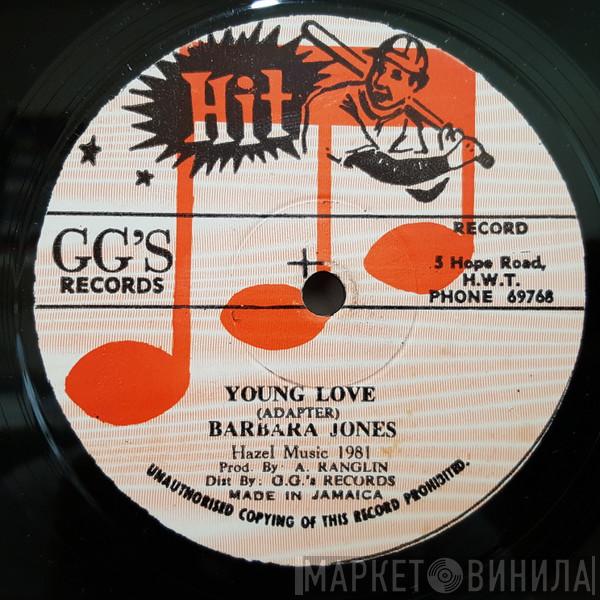 Hit
GG'S
RECORDS
RECORD
5 Hope Road,
H.W.T.
PHONE 69768
YOUNG LOVE
(ADAPTER)
BARBARA JONES
Hazel Music 1981
Prod. By: A. RANGLIN
Dist By: G.G.'s RECORDS
MADE IN JAMAICA
UNAUTHORISED COPYING OF THIS RECORD PROHIBITED.
МАРКЕТ ВИНИЛА